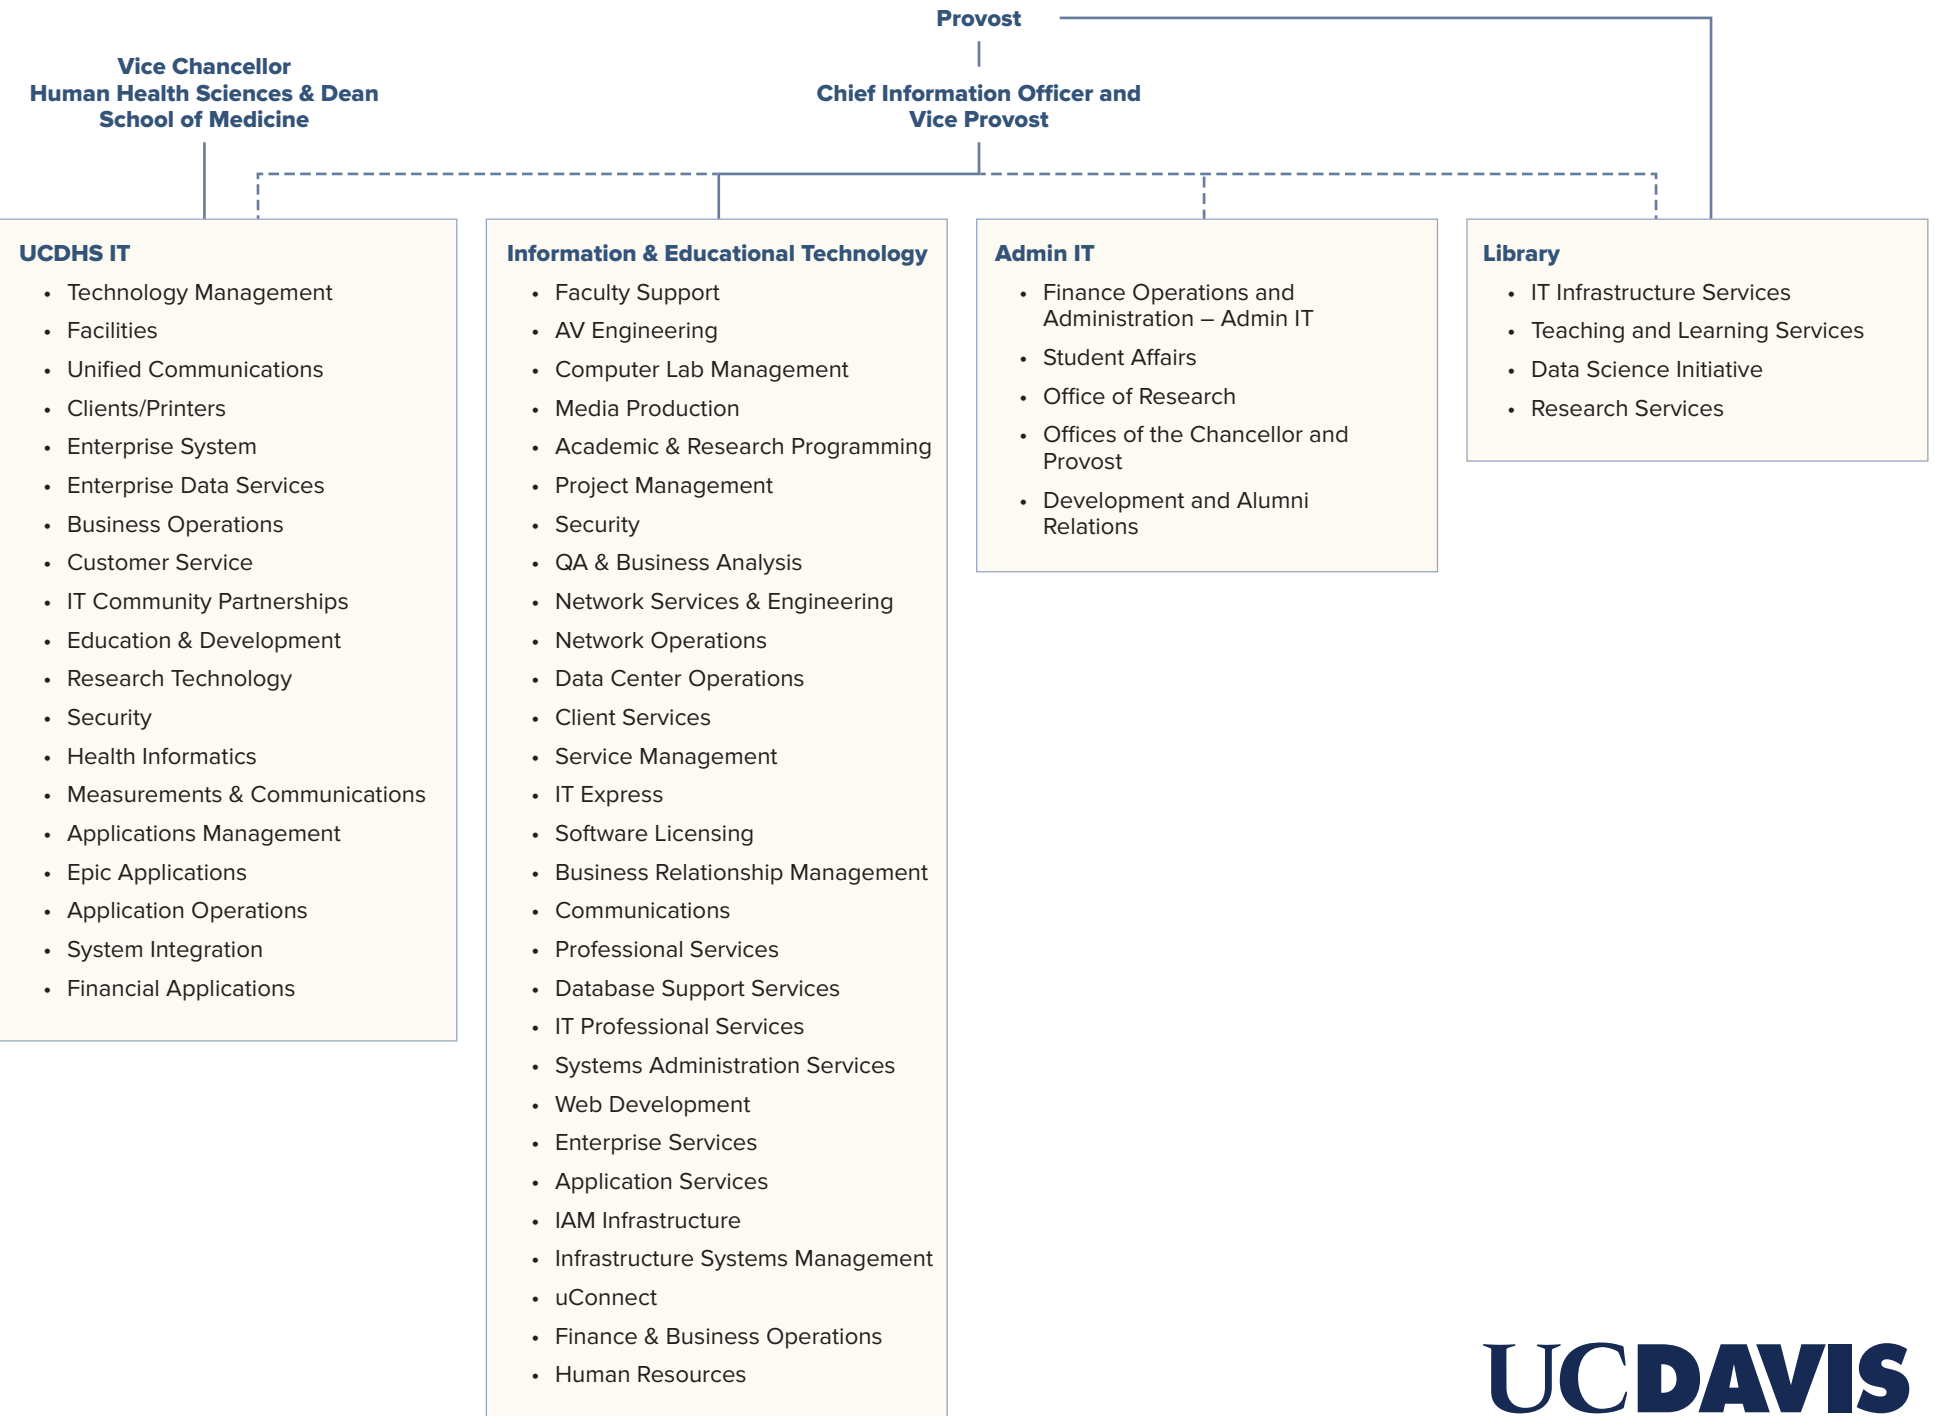 Provost
Vice Chancellor
Human Health Sciences & Dean
School of Medicine
Chief Information Officer and
Vice Provost
UCDHS IT
• Technology Management
• Facilities
• Unified Communications
• Clients/Printers
• Enterprise System
• Enterprise Data Services
• Business Operations
• Customer Service
• IT Community Partnerships
• Education & Development
• Research Technology
• Security
• Health Informatics
• Measurements & Communications
• Applications Management
• Epic Applications
• Application Operations
• System Integration
• Financial Applications
Information & Educational Technology
• Faculty Support
• AV Engineering
• Computer Lab Management
• Media Production
• Academic & Research Programming
• Project Management
• Security
• QA & Business Analysis
• Network Services & Engineering
• Network Operations
• Data Center Operations
• Client Services
• Service Management
• IT Express
• Software Licensing
• Business Relationship Management
• Communications
• Professional Services
• Database Support Services
• IT Professional Services
• Systems Administration Services
• Web Development
• Enterprise Services
• Application Services
• IAM Infrastructure
• Infrastructure Systems Management
• uConnect
• Finance & Business Operations
• Human Resources
Admin IT
• Finance Operations and
Administration – Admin IT
• Student Affairs
• Office of Research
• Offices of the Chancellor and
Provost
• Development and Alumni
Relations
Library
• IT Infrastructure Services
• Teaching and Learning Services
• Data Science Initiative
• Research Services
UCDAVIS